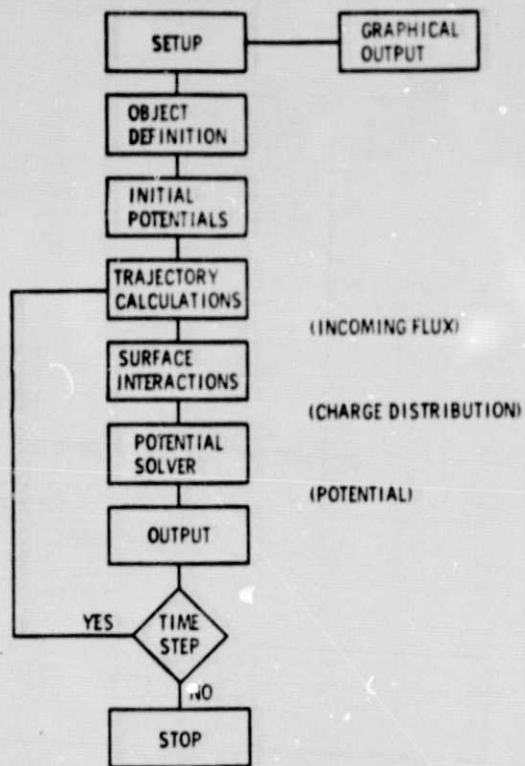 SETUP
GRAPHICAL
OUTPUT
OBJECT
DEFINITION
INITIAL
POTENTIALS
TRAJECTORY
CALCULATIONS
(INCOMING FLUX)
SURFACE
INTERACTIONS
(CHARGE DISTRIBUTION)
POTENTIAL
SOLVER
(POTENTIAL)
OUTPUT
YES
TIME
STEP
NO
STOP